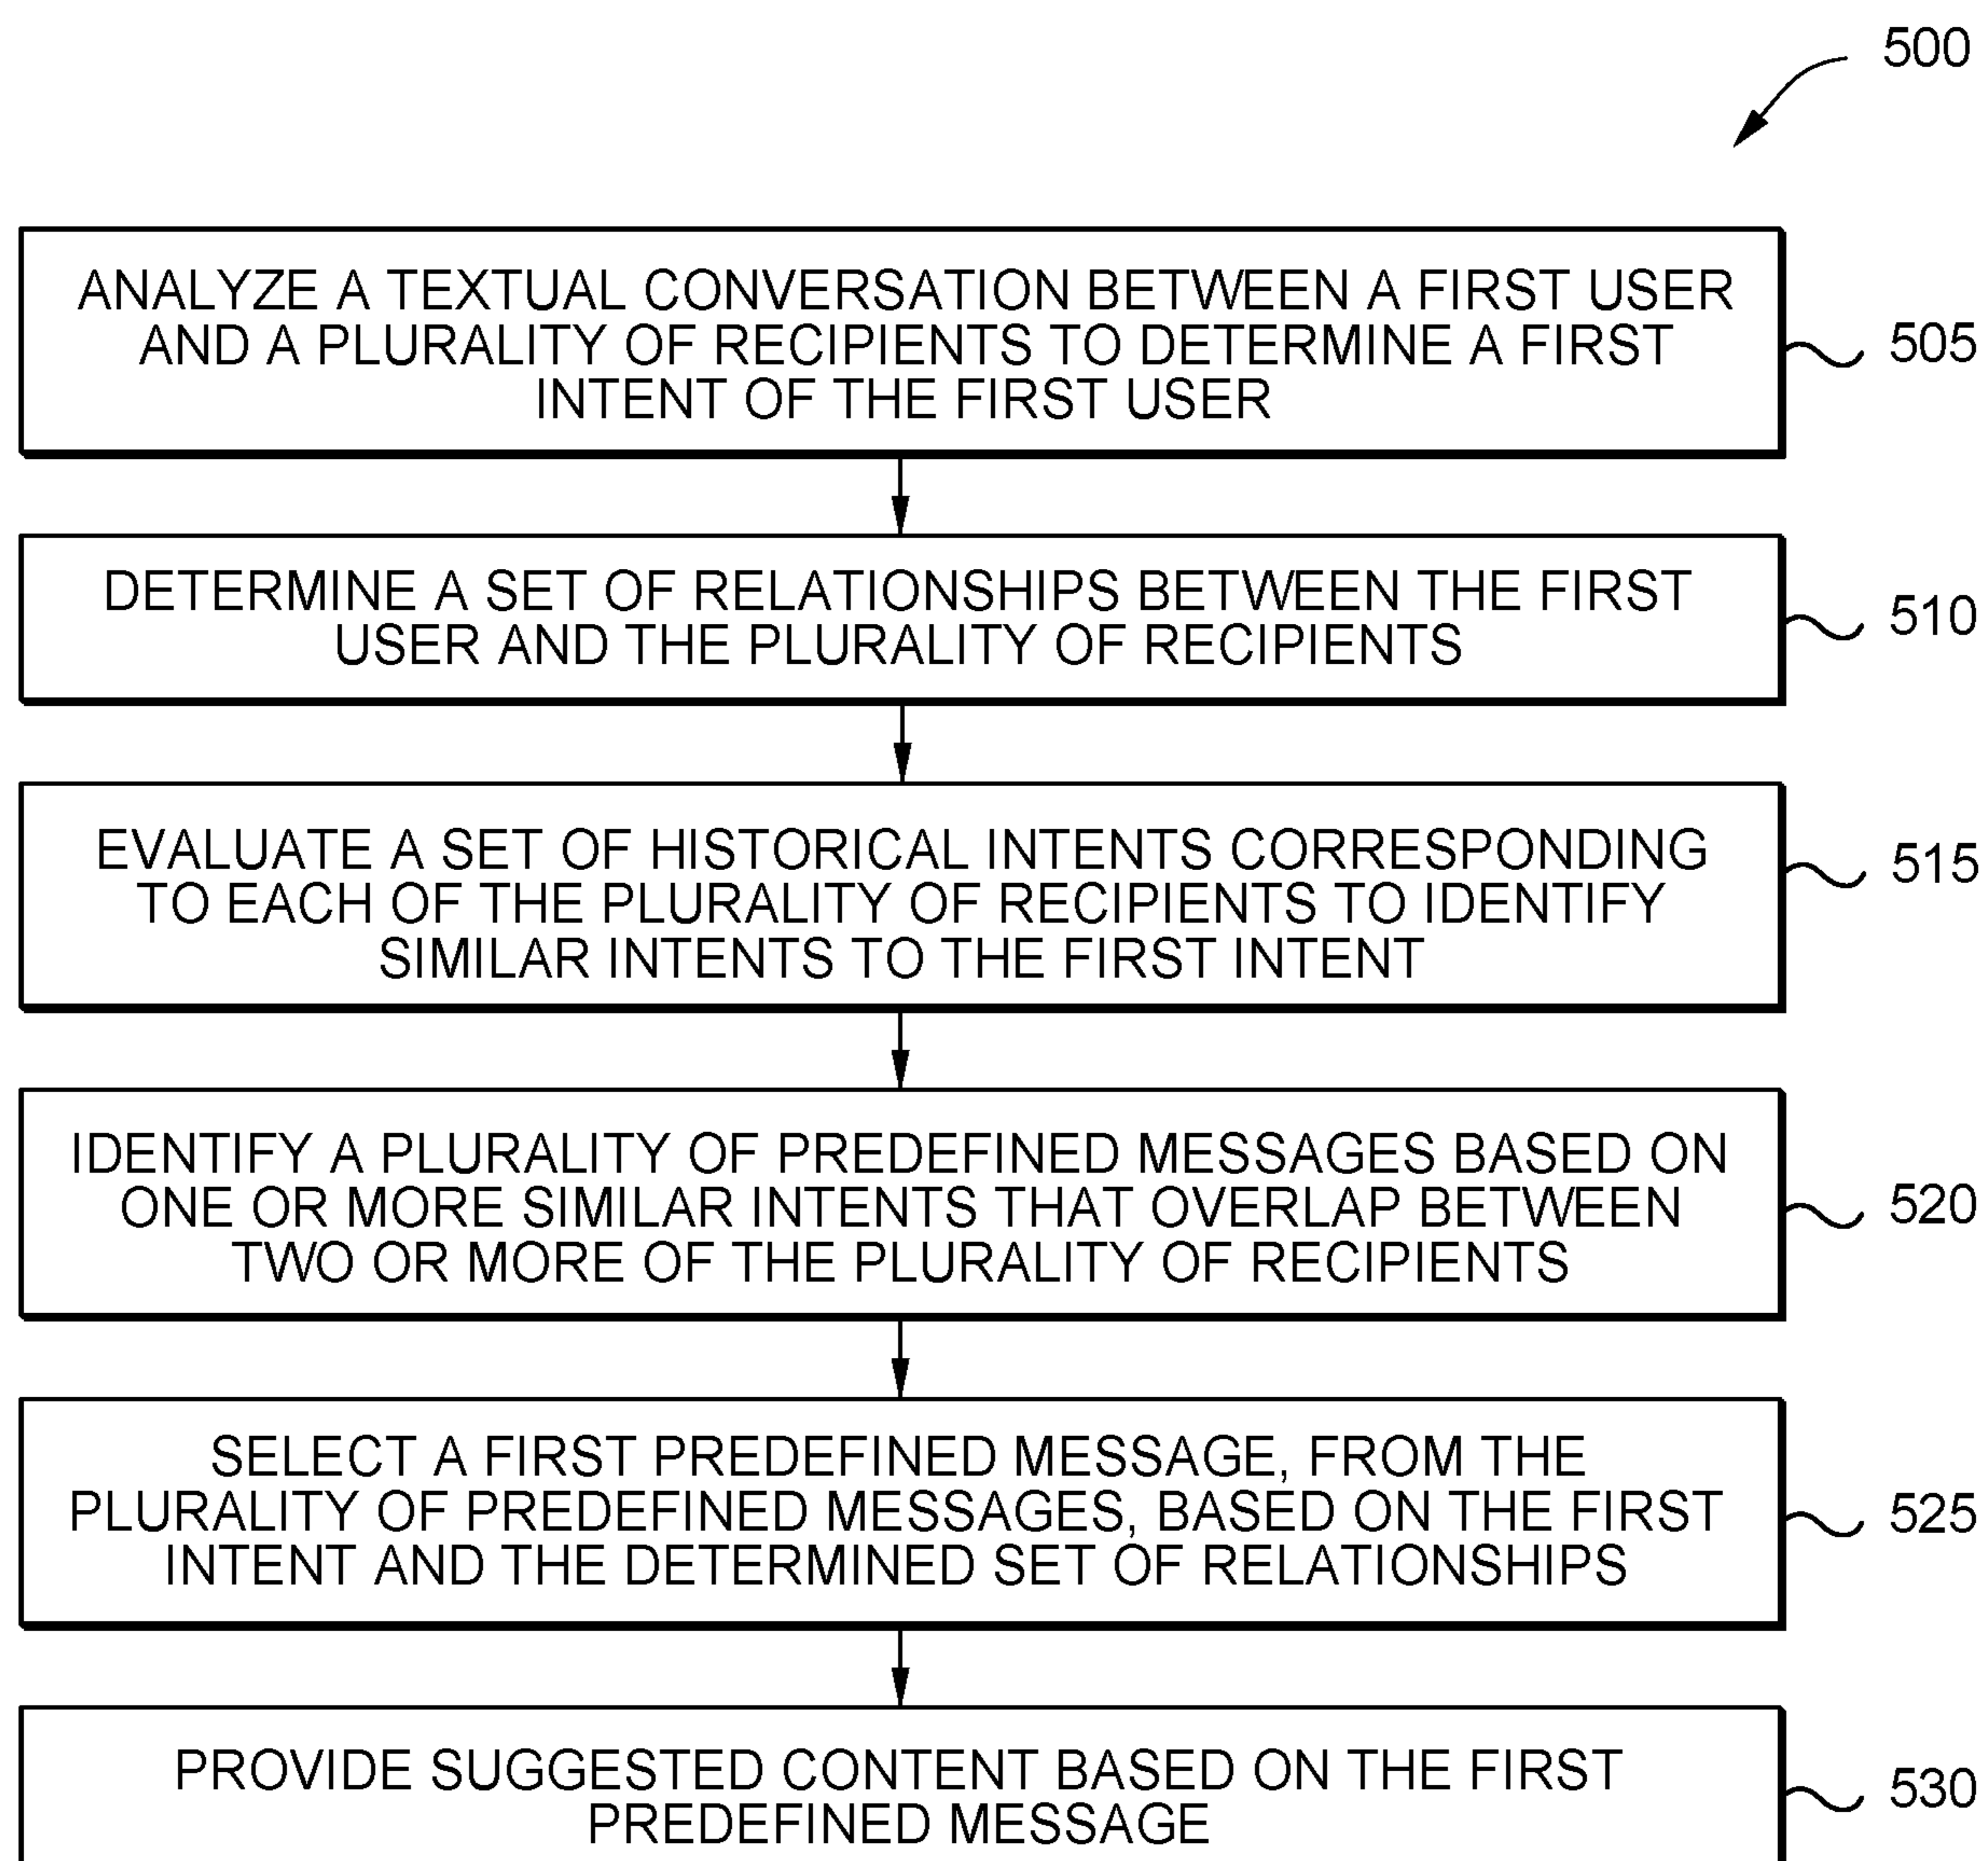 500
ANALYZE A TEXTUAL CONVERSATION BETWEEN A FIRST USER
AND A PLURALITY OF RECIPIENTS TO DETERMINE A FIRST
INTENT OF THE FIRST USER
505
DETERMINE A SET OF RELATIONSHIPS BETWEEN THE FIRST
USER AND THE PLURALITY OF RECIPIENTS
510
EVALUATE A SET OF HISTORICAL INTENTS CORRESPONDING
TO EACH OF THE PLURALITY OF RECIPIENTS TO IDENTIFY
SIMILAR INTENTS TO THE FIRST INTENT
515
IDENTIFY A PLURALITY OF PREDEFINED MESSAGES BASED ON
ONE OR MORE SIMILAR INTENTS THAT OVERLAP BETWEEN
TWO OR MORE OF THE PLURALITY OF RECIPIENTS
520
SELECT A FIRST PREDEFINED MESSAGE, FROM THE
PLURALITY OF PREDEFINED MESSAGES, BASED ON THE FIRST
INTENT AND THE DETERMINED SET OF RELATIONSHIPS
525
PROVIDE SUGGESTED CONTENT BASED ON THE FIRST
PREDEFINED MESSAGE
530